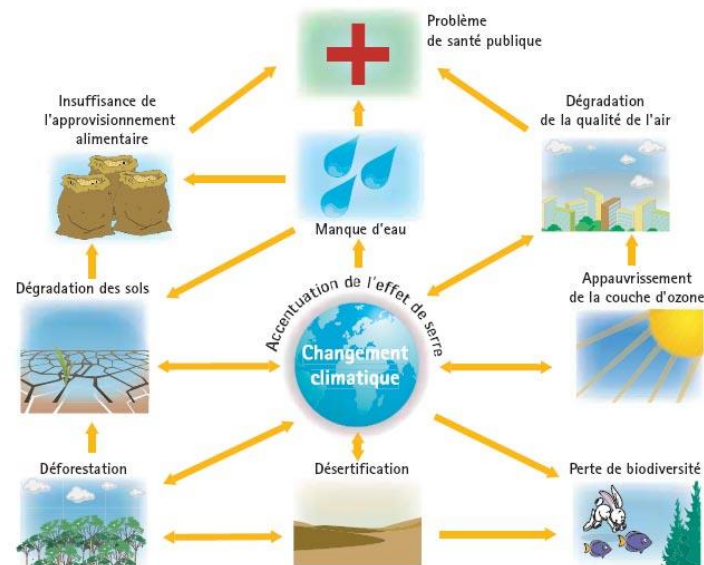 Problème
de santé publique
Insuffisance de
l'approvisionnement
alimentaire
Dégradation
de la qualité de l'air
Manque d'eau
Dégradation des sols
Appauvrissement
de la couche d'ozone
Accentuation de l'effet de serre
Changement
climatique
Déforestation
Désertification
Perte de biodiversité